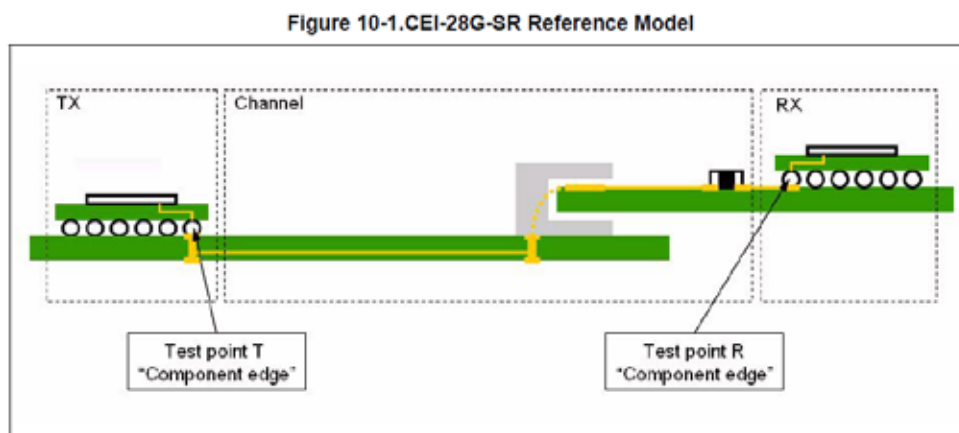 Figure 10-1.CEI-28G-SR Reference Model
TX
Channel
RX
Test point T
"Component edge"
Test point R
"Component edge"